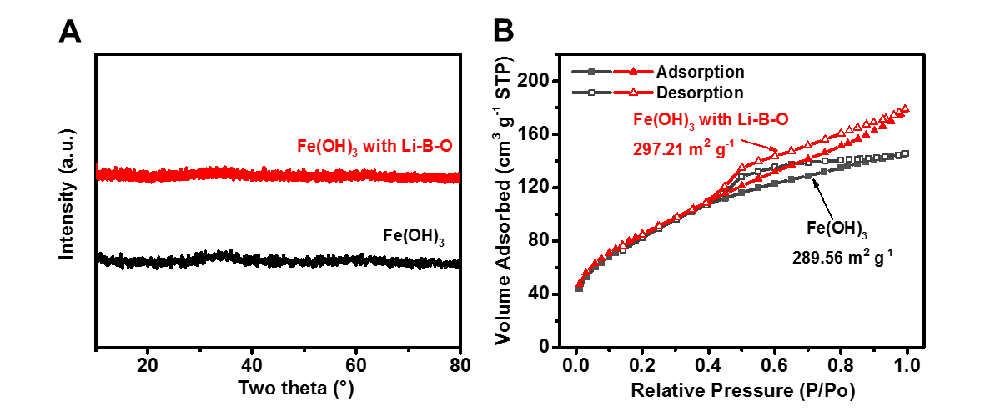 A
Intensity (a.u.)
Fe(OH)3 with Li-B-O
Fe(OH)3
20
40
60
80
Two theta (°)
B
Volume Adsorbed (cm3 g-1 STP)
200
160
120
80
40
0
Adsorption
Desorption
Fe(OH)3 with Li-B-O
297.21 m2 g-1
Fe(OH)3
289.56 m2 g-1
0.0
0.2
0.4
0.6
0.8
1.0
Relative Pressure (P/Po)